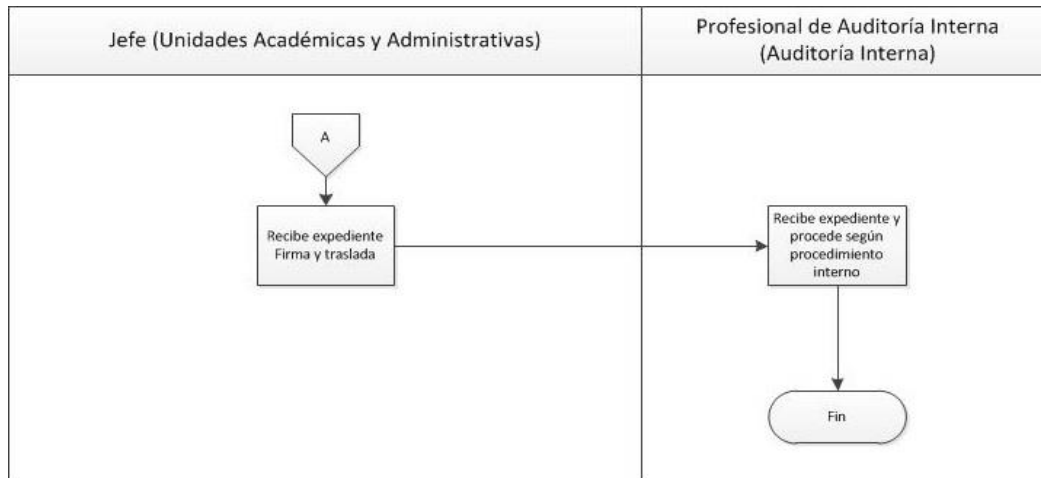 Jefe (Unidades Académicas y Administrativas)
Profesional de Auditoría Interna
(Auditoría Interna)
A
Recibe expediente
Firma y traslada
Recibe expediente y
procede según
procedimiento
interno
Fin